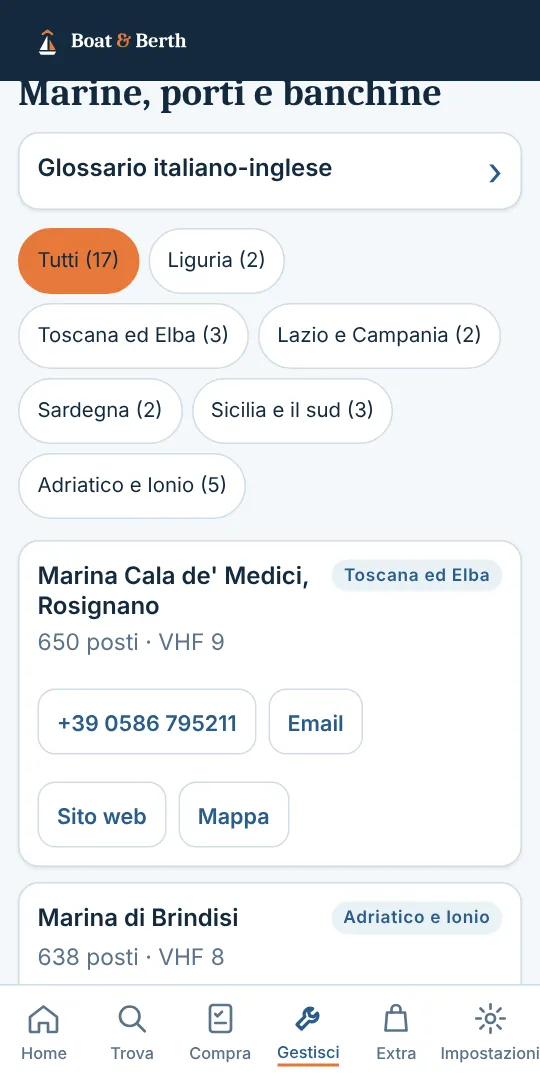 Boat & Berth
Marine, porti e banchine
Glossario italiano-inglese
Tutti (17)
Liguria (2)
Toscana ed Elba (3)
Lazio e Campania (2)
Sardegna (2)
Sicilia e il sud (3)
Adriatico e Ionio (5)
Marina Cala de' Medici,
Rosignano
Toscana ed Elba
650 posti · VHF 9
+39 0586 795211
Email
Sito web
Mappa
Marina di Brindisi
Adriatico e Ionio
638 posti · VHF 8
Home
Trova
Compra
Gestisci
Extra
Impostazioni